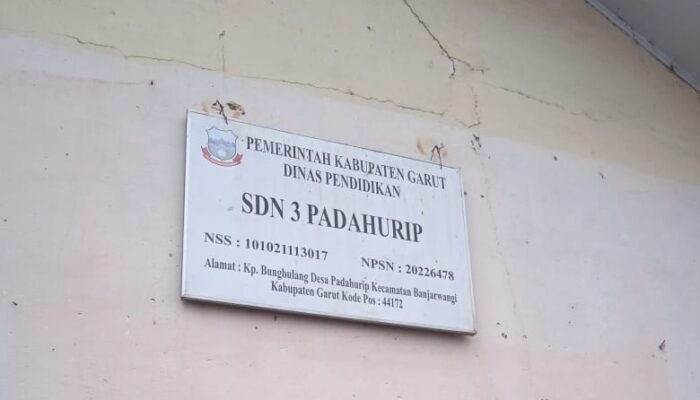 PEMERINTAH KABUPATEN GARUT
DINAS PENDIDIKAN
SDN 3 PADAHURIP
NSS : 101021113017 NPSN : 20226478
Alamat : Kp. Bungbulang Desa Padahurip Kecamatan Banjarwangi
Kabupaten Garut Kode Pos : 44172